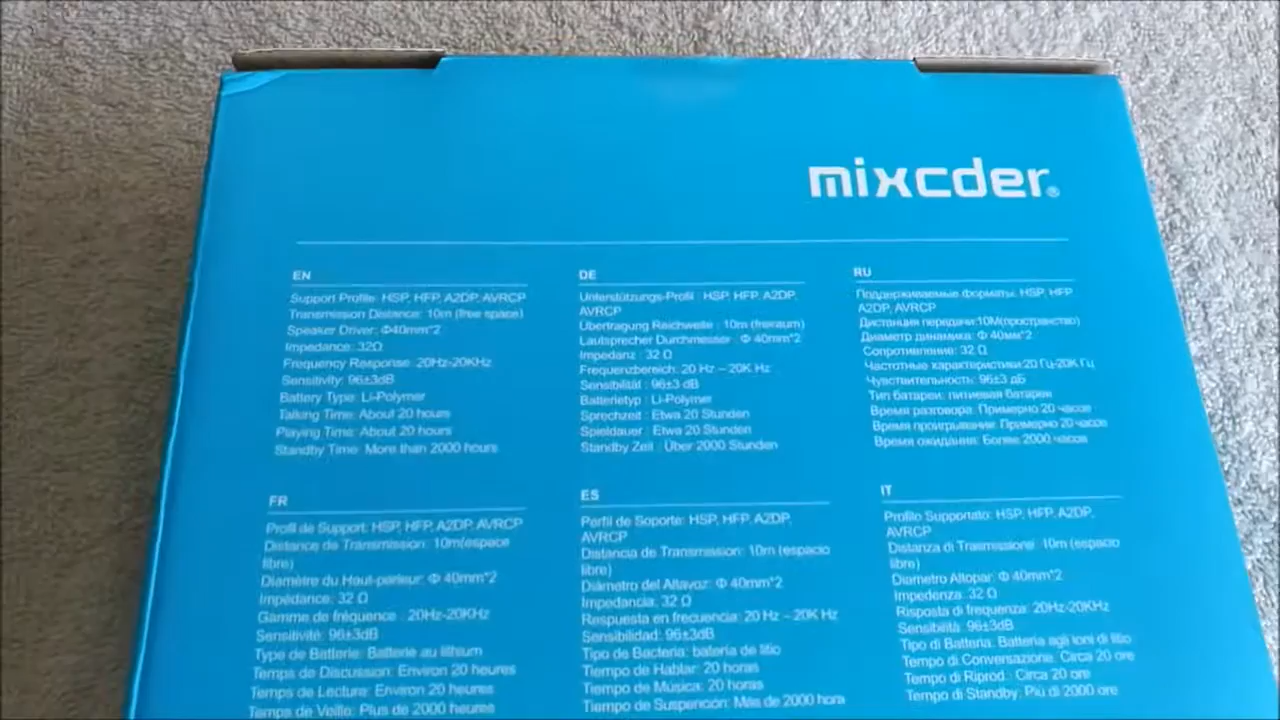 mixcder®
EN
Support Profile: HSP, HFP, A2DP, AVRCP
Transmission Distance: 10m (free space)
Speaker Driver: Φ40mm*2
Impedance: 32Ω
Frequency Response: 20Hz-20KHz
Sensitivity: 96±3dB
Battery Type: Li-Polymer
Talking Time: About 20 hours
Playing Time: About 20 hours
Standby Time: More than 2000 hours
DE
Unterstützungs-Profil : HSP, HFP, A2DP,
AVRCP
Übertragung Reichweite : 10m (freiraum)
Lautsprecher Durchmesser : Φ 40mm*2
Impedanz : 32 Ω
Frequenzbereich: 20 Hz – 20K Hz
Sensibilität : 96±3 dB
Batterietyp : Li-Polymer
Sprechzeit : Etwa 20 Stunden
Spieldauer : Etwa 20 Stunden
Standby Zeit : Über 2000 Stunden
RU
Поддерживаемые форматы: HSP, HFP
A2DP, AVRCP
Дистанция передачи:10М(пространство)
Диаметр динамика: Φ 40мм*2
Сопротивление: 32 Ω
Частотные характеристики:20 Гц-20K Гц
Чувствительность: 96±3 дБ
Тип батареи: литиевая батарея
Время разговора: Примерно 20 часов
Время проигрывание: Примерно 20 часов
Время ожидания: Более 2000 часов
FR
Profil de Support: HSP, HFP, A2DP, AVRCP
Distance de Transmission: 10m(espace
libre)
Diamètre du Haut-parleur: Φ 40mm*2
Impédance: 32 Ω
Gamme de fréquence : 20Hz-20KHz
Sensitivité: 96±3dB
Type de Batterie: Batterie au lithium
Temps de Discussion: Environ 20 heures
Temps de Lecture: Environ 20 heures
Temps de Veille: Plus de 2000 heures
ES
Perfil de Soporte: HSP, HFP, A2DP,
AVRCP
Distancia de Transmission: 10m (espacio
libre)
Diámetro del Altavoz: Φ 40mm*2
Impedancia: 32 Ω
Respuesta en frecuencia: 20 Hz – 20K Hz
Sensibilidad: 96±3dB
Tipo de Bacteria: batería de litio
Tiempo de Hablar: 20 horas
Tiempo de Música: 20 horas
Tiempo de Suspención: Más de 2000 hora
IT
Profilo Supportato: HSP, HFP, A2DP,
AVRCP
Distanza di Trasmissione: 10m (espacio
libre)
Diametro Altopar: Φ 40mm*2
Impedenza: 32 Ω
Risposta di frequenza: 20Hz-20KHz
Sensibilità: 96±3dB
Tipo di Batteria: Batteria agli ioni di litio
Tempo di Conversazione: Circa 20 ore
Tempo di Riprod : Circa 20 ore
Tempo di Standby: Più di 2000 ore